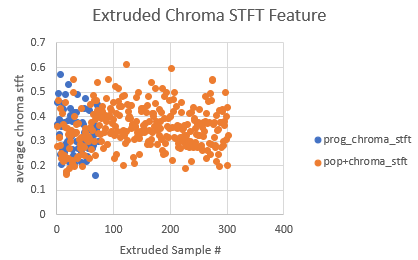 Extruded Chroma STFT Feature
0.7
0.6
0.5
0.4
0.3
0.2
0.1
0
average chroma stft
0 100 200 300 400
Extruded Sample #
prog_chroma_stft
pop+chroma_stft